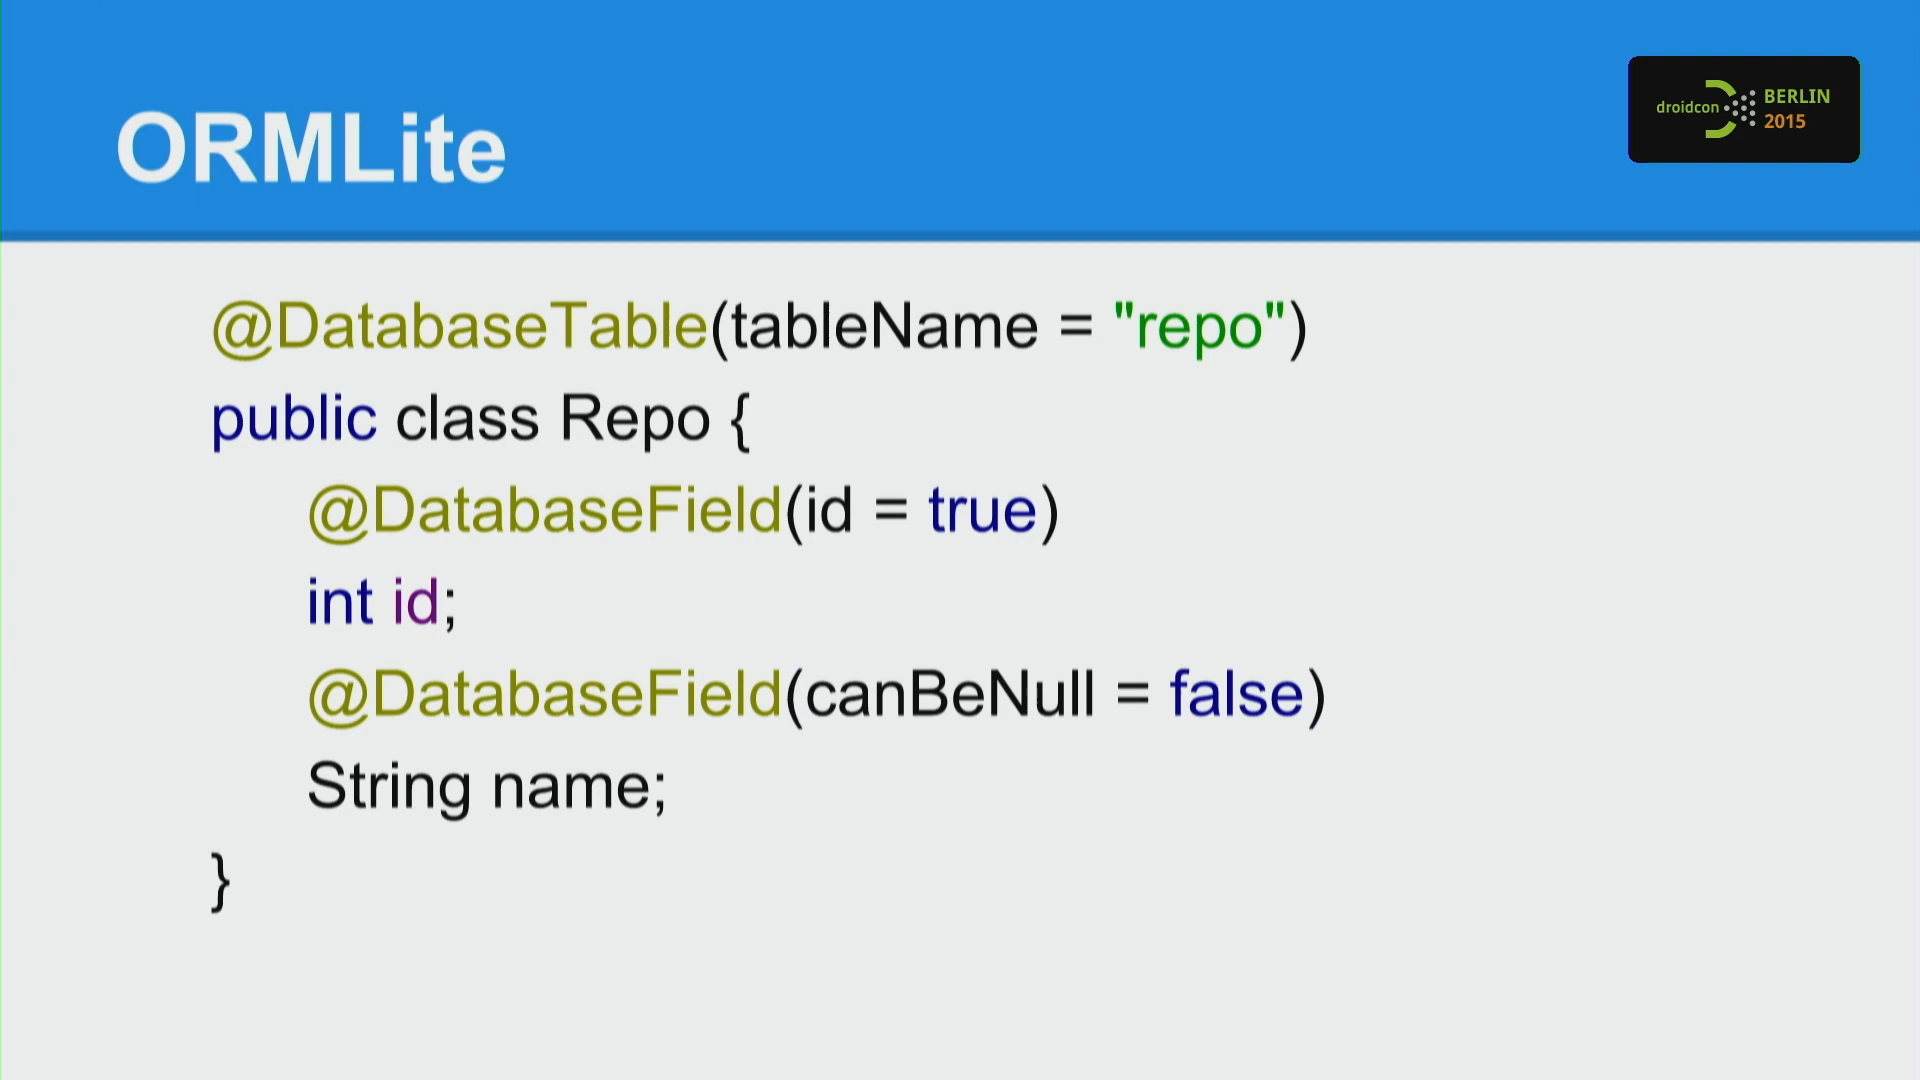 ORMLite
droidcon BERLIN
2015
@DatabaseTable(tableName = "repo")
public class Repo {
@DatabaseField(id = true)
int id;
@DatabaseField(canBeNull = false)
String name;
}